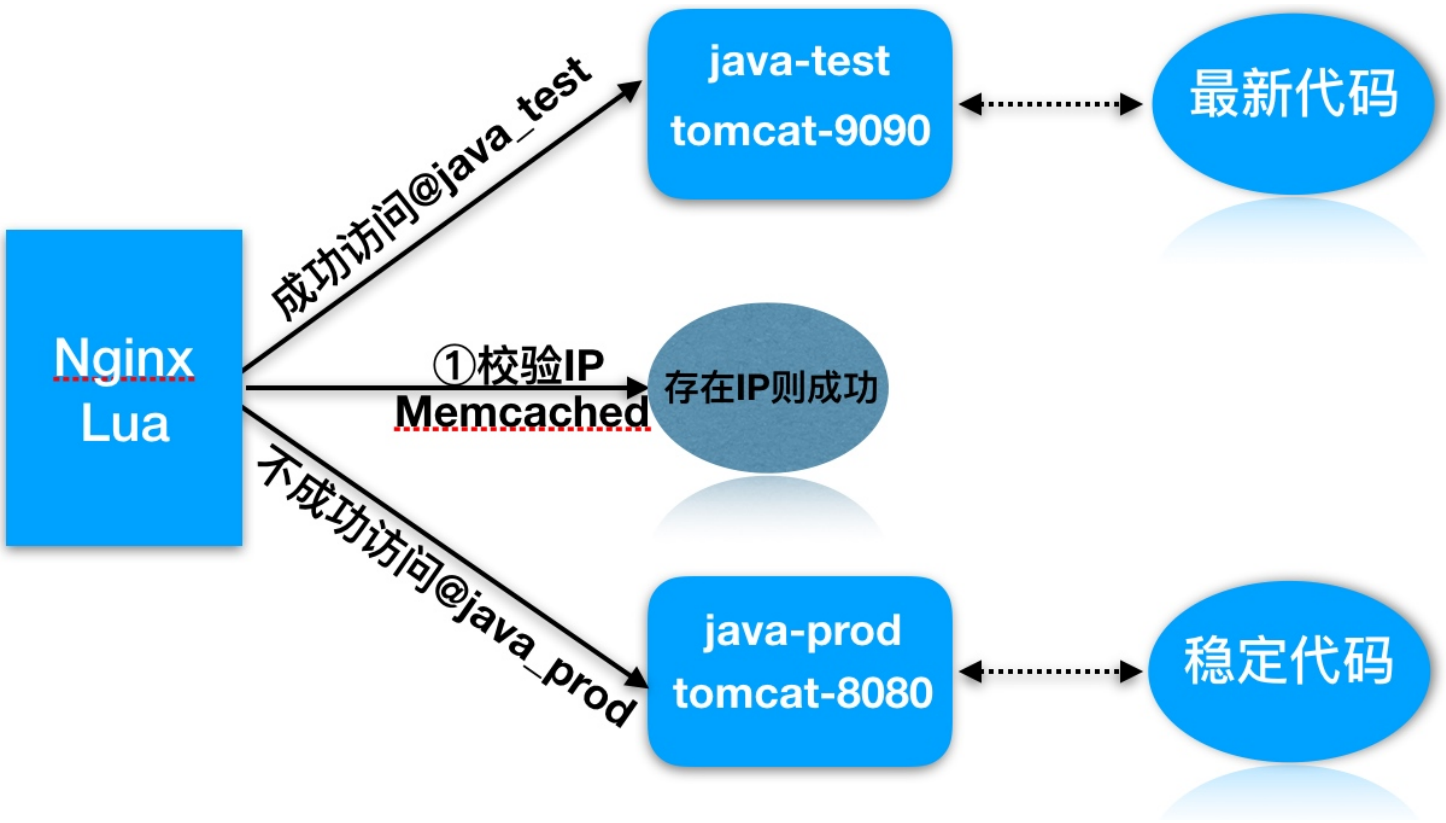 java-test
tomcat-9090
最新代码
成功访问@java_test
Nginx
Lua
①校验IP
Memcached
存在IP则成功
不成功访问@java_prod
java-prod
tomcat-8080
稳定代码